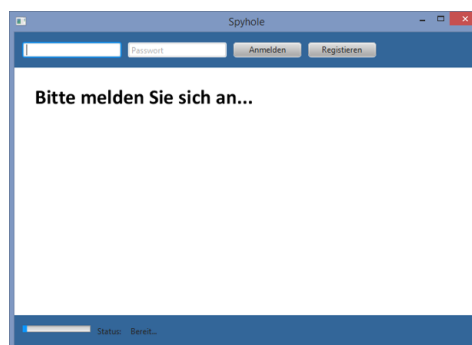 Spyhole
Passwort Anmelden Registieren
Bitte melden Sie sich an...
Status: Bereit...